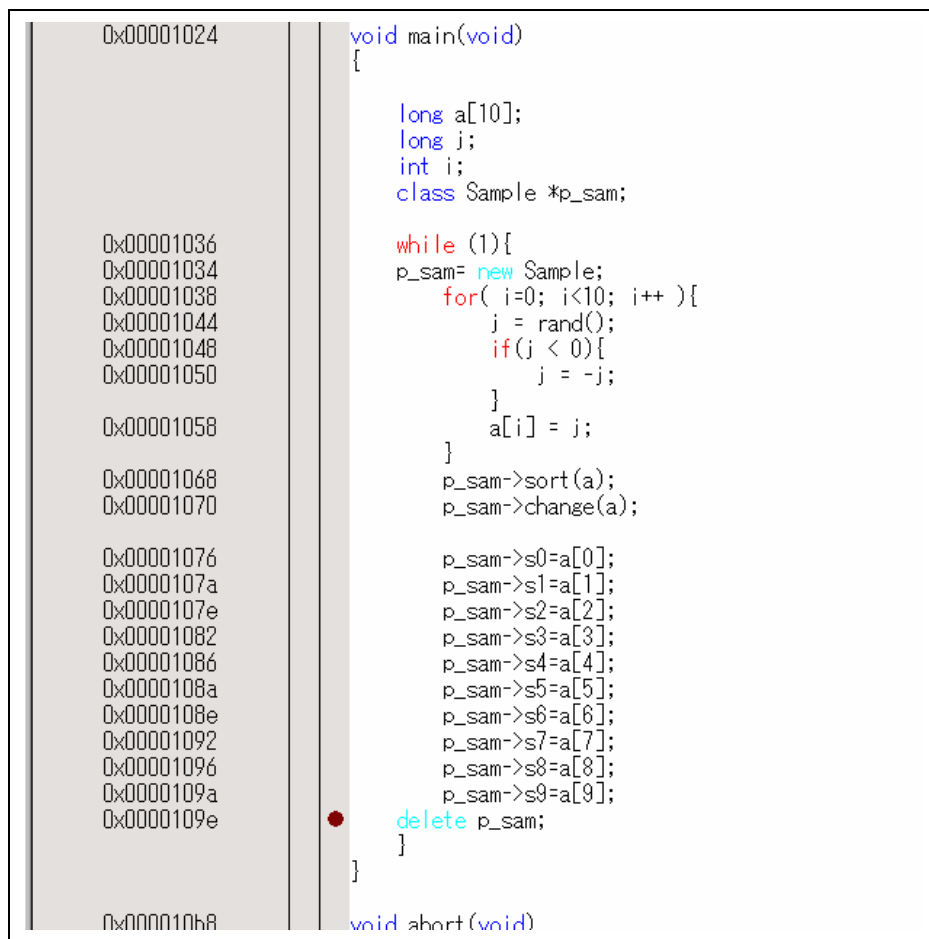 0x00001024 void main(void)
{
long a[10];
long j;
int i;
class Sample *p_sam;
0x00001036 while (1){
0x00001034 p_sam= new Sample;
0x00001038 for( i=0; i<10; i++ ){
0x00001044 j = rand();
0x00001048 if(j < 0){
0x00001050 j = -j;
}
0x00001058 a[i] = j;
}
0x00001068 p_sam->sort(a);
0x00001070 p_sam->change(a);
0x00001076 p_sam->s0=a[0];
0x0000107a p_sam->s1=a[1];
0x0000107e p_sam->s2=a[2];
0x00001082 p_sam->s3=a[3];
0x00001086 p_sam->s4=a[4];
0x0000108a p_sam->s5=a[5];
0x0000108e p_sam->s6=a[6];
0x00001092 p_sam->s7=a[7];
0x00001096 p_sam->s8=a[8];
0x0000109a p_sam->s9=a[9];
0x0000109e delete p_sam;
}
}
0x000010b8 void abort(void)